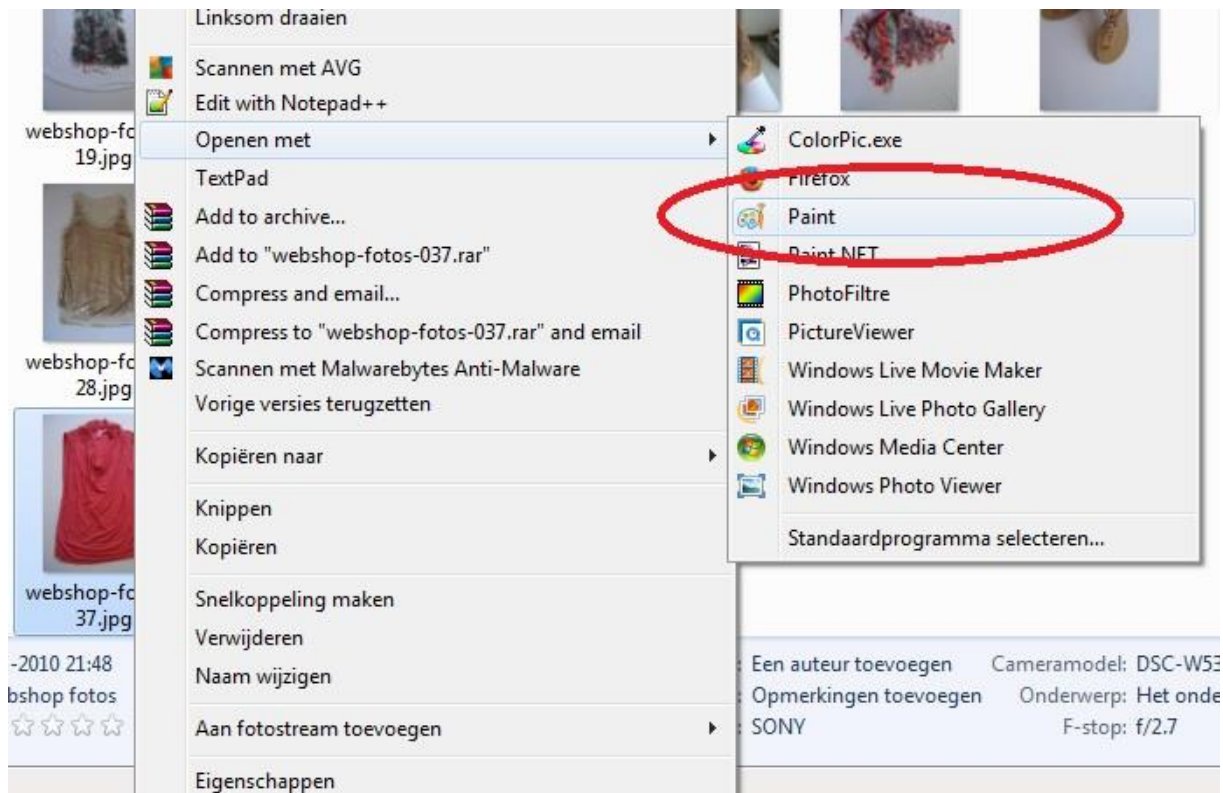 Linksom draaien
Scannen met AVG
Edit with Notepad++
Openen met
TextPad
Add to archive...
Add to "webshop-fotos-037.rar"
Compress and email...
Compress to "webshop-fotos-037.rar" and email
Scannen met Malwarebytes Anti-Malware
Vorige versies terugzetten
Kopiëren naar
Knippen
Kopiëren
Snelkoppeling maken
Verwijderen
Naam wijzigen
Aan fotostream toevoegen
Eigenschappen
ColorPic.exe
Firefox
Paint
Paint.NET
PhotoFiltre
PictureViewer
Windows Live Movie Maker
Windows Live Photo Gallery
Windows Media Center
Windows Photo Viewer
Standaardprogramma selecteren...
webshop-fo
19.jpg
webshop-fo
28.jpg
webshop-fo
37.jpg
-2010 21:48
bshop fotos
: Een auteur toevoegen
: Opmerkingen toevoegen
: SONY
Cameramodel: DSC-W53
Onderwerp: Het onde
F-stop: f/2.7